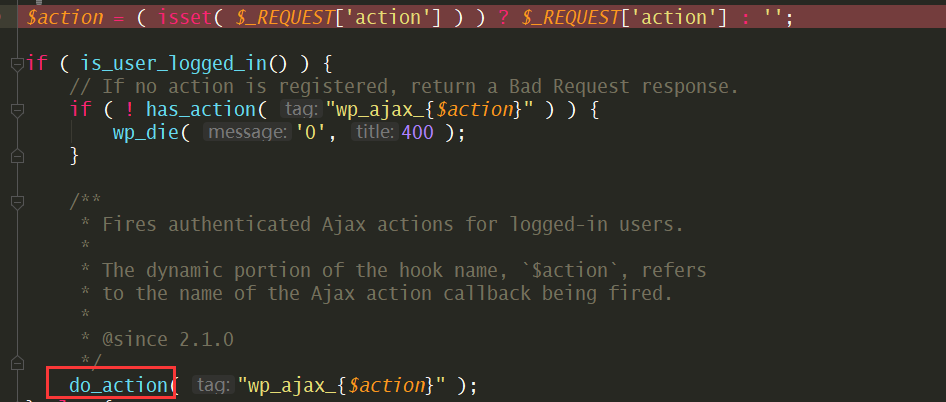 $action = ( isset( $_REQUEST['action'] ) ) ? $_REQUEST['action'] : '';
if ( is_user_logged_in() ) {
// If no action is registered, return a Bad Request response.
if ( ! has_action( tag: "wp_ajax_{$action}" ) ) {
wp_die( message: '0', title: 400 );
}
/**
* Fires authenticated Ajax actions for logged-in users.
*
* The dynamic portion of the hook name, `$action`, refers
* to the name of the Ajax action callback being fired.
*
* @since 2.1.0
*/
do_action( tag: "wp_ajax_{$action}" );